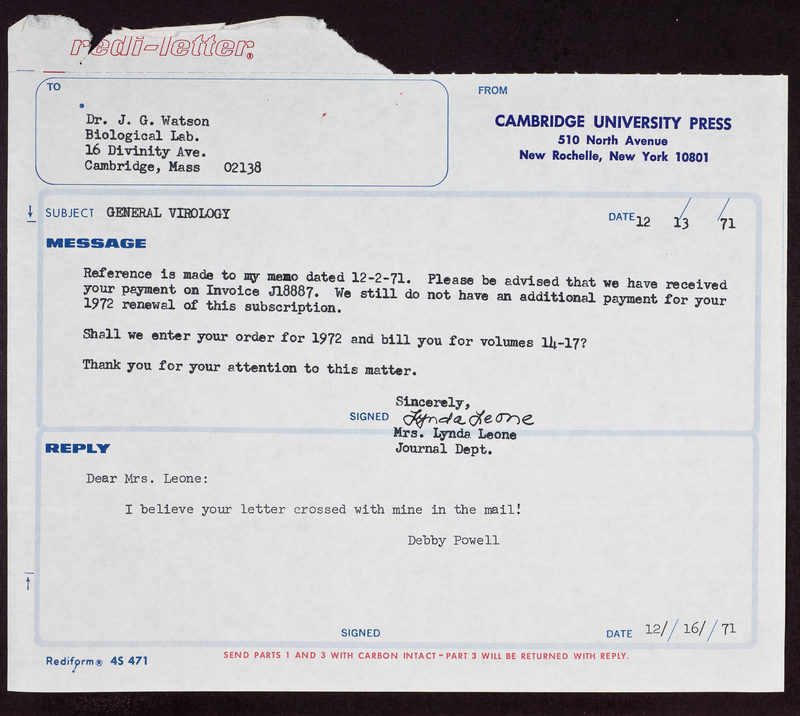 redi-letter®
TO
Dr. J. G. Watson
Biological Lab.
16 Divinity Ave.
Cambridge, Mass 02138
FROM
CAMBRIDGE UNIVERSITY PRESS
510 North Avenue
New Rochelle, New York 10801
SUBJECT GENERAL VIROLOGY
DATE 12 / 13 / 71
MESSAGE
Reference is made to my memo dated 12-2-71. Please be advised that we have received
your payment on Invoice J18887. We still do not have an additional payment for your
1972 renewal of this subscription.
Shall we enter your order for 1972 and bill you for volumes 14-17?
Thank you for your attention to this matter.
Sincerely,
SIGNED Lynda Leone
Mrs. Lynda Leone
Journal Dept.
REPLY
Dear Mrs. Leone:
I believe your letter crossed with mine in the mail!
Debby Powell
SIGNED
DATE 12// 16// 71
Rediform® 4S 471
SEND PARTS 1 AND 3 WITH CARBON INTACT - PART 3 WILL BE RETURNED WITH REPLY.